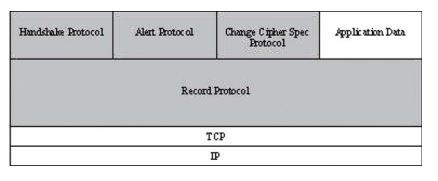 Handshake Protocol
Alert Protocol
Change Cipher Spec
Protocol
Application Data
Record Protocol
TCP
IP